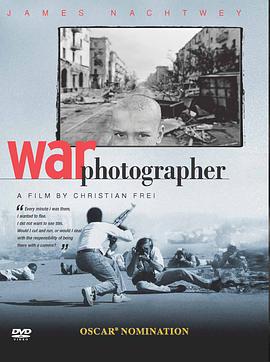 JAMES NACHTWEY
war photographer
A FILM BY CHRISTIAN FREI
“ Every minute I was there,
I wanted to flee.
I did not want to see this.
Would I cut and run, or would I deal
with the responsibility of being
there with a camera? ”
DVD
VIDEO
OSCAR® NOMINATION